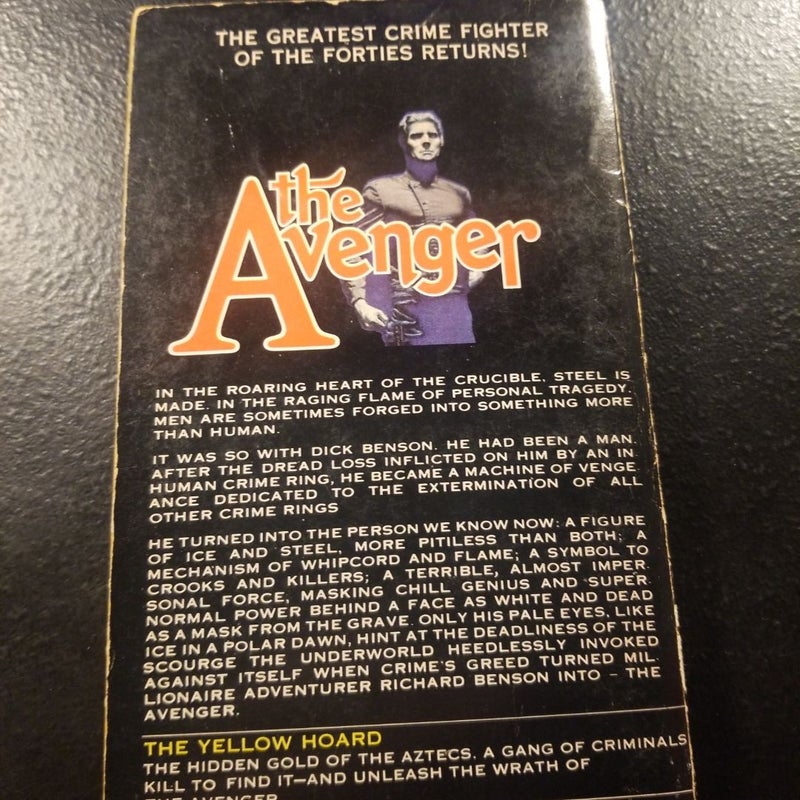 THE GREATEST CRIME FIGHTER
OF THE FORTIES RETURNS!
the
Avenger
IN THE ROARING HEART OF THE CRUCIBLE, STEEL IS
MADE. IN THE RAGING FLAME OF PERSONAL TRAGEDY,
MEN ARE SOMETIMES FORGED INTO SOMETHING MORE
THAN HUMAN.
IT WAS SO WITH DICK BENSON. HE HAD BEEN A MAN.
AFTER THE DREAD LOSS INFLICTED ON HIM BY AN IN-
HUMAN CRIME RING, HE BECAME A MACHINE OF VENGE
ANCE DEDICATED TO THE EXTERMINATION OF ALL
OTHER CRIME RINGS
HE TURNED INTO THE PERSON WE KNOW NOW: A FIGURE
OF ICE AND STEEL, MORE PITILESS THAN BOTH; A
MECHANISM OF WHIPCORD AND FLAME; A SYMBOL TO
CROOKS AND KILLERS; A TERRIBLE, ALMOST IMPER-
SONAL FORCE, MASKING CHILL GENIUS AND SUPER-
NORMAL POWER BEHIND A FACE AS WHITE AND DEAD
AS A MASK FROM THE GRAVE. ONLY HIS PALE EYES, LIKE
ICE IN A POLAR DAWN, HINT AT THE DEADLINESS OF THE
SCOURGE THE UNDERWORLD HEEDLESSLY INVOKED
AGAINST ITSELF WHEN CRIME'S GREED TURNED MIL-
LIONAIRE ADVENTURER RICHARD BENSON INTO – THE
AVENGER.
THE YELLOW HOARD
THE HIDDEN GOLD OF THE AZTECS. A GANG OF CRIMINALS
KILL TO FIND IT—AND UNLEASH THE WRATH OF
THE AVENGER